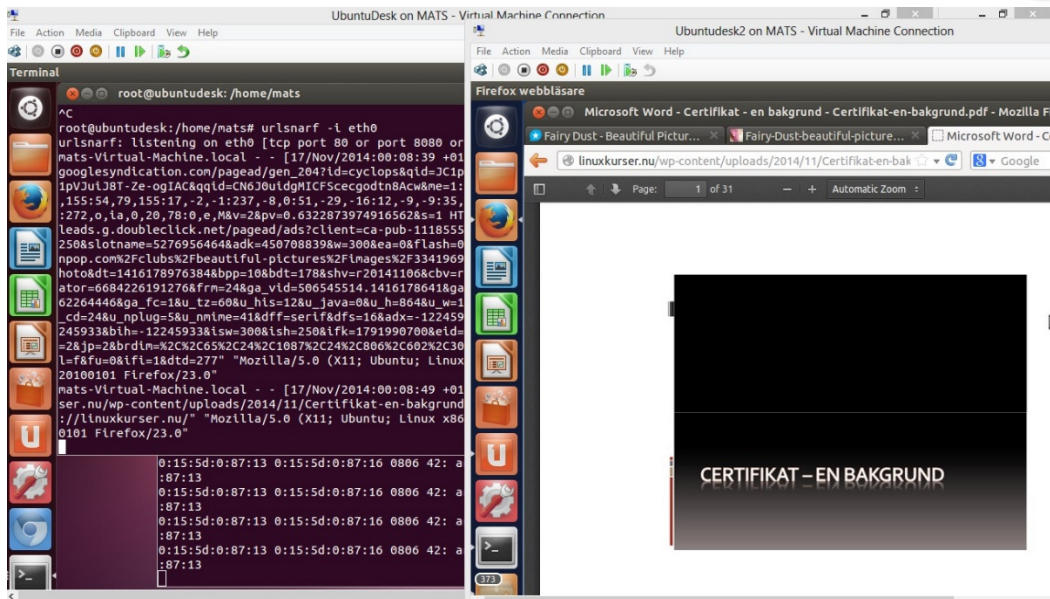 UbuntuDesk on MATS - Virtual Machine Connection
File Action Media Clipboard View Help
Terminal
root@ubuntudesk: /home/mats
^C
root@ubuntudesk:/home/mats# urlsnarf -i eth0
urlsnarf: listening on eth0 [tcp port 80 or port 8080 or
mats-Virtual-Machine.local - - [17/Nov/2014:00:08:39 +01
googlesyndication.com/pagead/gen_204?id=cyclops&qid=JC1p
1pVJuiJ8T-Ze-ogIAC&qqid=CN6J0uidgMICFScecgodtn8Acw&me=1:
,155:54,79,155:17,-2,-1:237,-8,0:51,-29,-16:12,-9,-9:35,
:272,o,ia,0,20,78:0,e,M&v=2&pv=0.6322873974916562&s=1 HT
leads.g.doubleclick.net/pagead/ads?client=ca-pub-1118555
250&slotname=5276956464&adk=450708839&w=300&ea=0&flash=0
npop.com%2Fclubs%2Fbeautiful-pictures%2Fimages%2F3341969
hoto&dt=1416178976384&bpp=10&bdt=178&shv=r20141106&cbv=r
ator=6684226191276&frm=24&ga_vid=506545514.1416178641&ga
62264446&ga_fc=1&u_tz=60&u_his=12&u_java=0&u_h=864&u_w=1
_cd=24&u_nplug=5&u_nmime=41&dff=serif&dfs=16&adx=-122459
245933&bih=-12245933&isw=300&ish=250&ifk=1791990700&eid=
=2&jp=2&brdim=%2C%2C65%2C24%2C1087%2C24%2C806%2C602%2C30
l=f&fu=0&ifi=1&dtd=277" "Mozilla/5.0 (X11; Ubuntu; Linux
20100101 Firefox/23.0"
mats-Virtual-Machine.local - - [17/Nov/2014:00:08:49 +01
ser.nu/wp-content/uploads/2014/11/Certifikat-en-bakgrund
://linuxkurser.nu/" "Mozilla/5.0 (X11; Ubuntu; Linux x86
0101 Firefox/23.0"
0:15:5d:0:87:13 0:15:5d:0:87:16 0806 42: a
:87:13
0:15:5d:0:87:13 0:15:5d:0:87:16 0806 42: a
:87:13
0:15:5d:0:87:13 0:15:5d:0:87:16 0806 42: a
:87:13
0:15:5d:0:87:13 0:15:5d:0:87:16 0806 42: a
:87:13
Ubuntudesk2 on MATS - Virtual Machine Connection
File Action Media Clipboard View Help
Firefox webbläsare
Microsoft Word - Certifikat - en bakgrund - Certifikat-en-bakgrund.pdf - Mozilla F
Fairy Dust - Beautiful Pictur...
Fairy-Dust-beautiful-picture...
Microsoft Word - C
linuxkurser.nu/wp-content/uploads/2014/11/Certifikat-en-bak
Google
Page: 1 of 31
Automatic Zoom
CERTIFIKAT – EN BAKGRUND
373